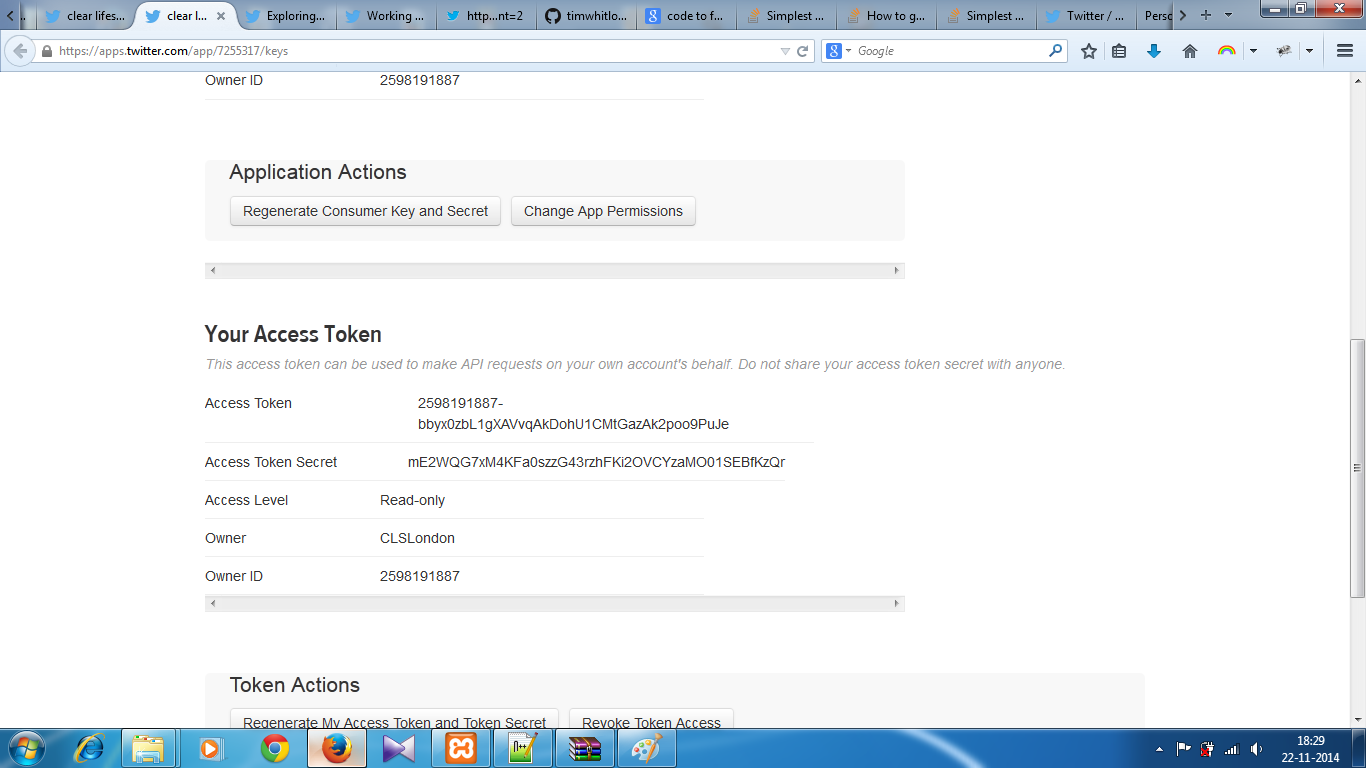 clear lifes...
clear l...
Exploring...
Working ...
http...nt=2
timwhitlo...
code to f...
Simplest ...
How to g...
Simplest ...
Twitter / ...
Persc
https://apps.twitter.com/app/7255317/keys
Google
Owner ID 2598191887
Application Actions
Regenerate Consumer Key and Secret Change App Permissions
Your Access Token
This access token can be used to make API requests on your own account's behalf. Do not share your access token secret with anyone.
Access Token 2598191887-
bbyx0zbL1gXAVvqAkDohU1CMtGazAk2poo9PuJe
Access Token Secret mE2WQG7xM4KFa0szzG43rzhFKi2OVCYzaMO01SEBfKzQr
Access Level Read-only
Owner CLSLondon
Owner ID 2598191887
Token Actions
Regenerate My Access Token and Token Secret Revoke Token Access
18:29
22-11-2014